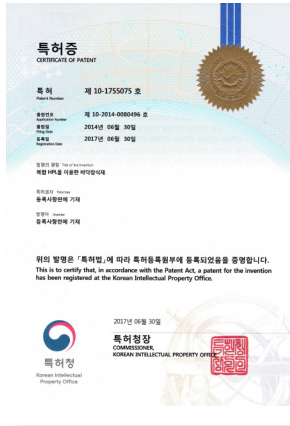 특허증
CERTIFICATE OF PATENT
특 허 제 10-1755075 호
Patent Number
출원번호 제 10-2014-0080496 호
Application Number
출원일 2014년 06월 30일
Filing Date
등록일 2017년 06월 30일
Registration Date
발명의 명칭 Title of the Invention
복합 HPL을 이용한 바닥장식재
특허권자 Patentee
등록사항란에 기재
발명자 Inventor
등록사항란에 기재
위의 발명은 「특허법」에 따라 특허등록원부에 등록되었음을 증명합니다.
This is to certify that, in accordance with the Patent Act, a patent for the invention
has been registered at the Korean Intellectual Property Office.
2017년 06월 30일
특허청장
COMMISSIONER,
KOREAN INTELLECTUAL PROPERTY OFFICE
특허청
Korean Intellectual
Property Office